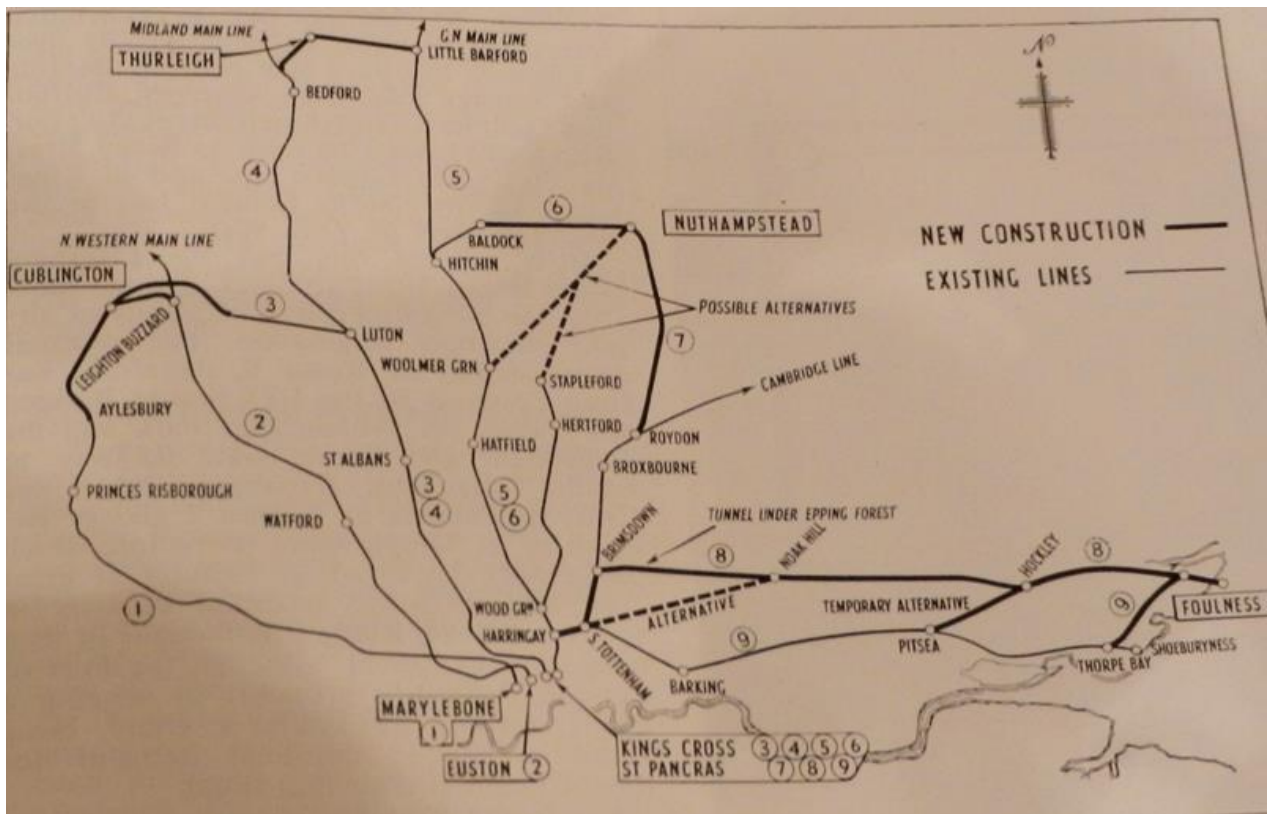 MIDLAND MAIN LINE
G.N MAIN LINE
THURLEIGH
LITTLE BARFORD
BEDFORD
N
4
5
6
NUTHAMPSTEAD
BALDOCK
HITCHIN
NEW CONSTRUCTION
EXISTING LINES
N WESTERN MAIN LINE
CUBLINGTON
3
LUTON
LEIGHTON BUZZARD
POSSIBLE ALTERNATIVES
7
WOOLMER GRN
STAPLEFORD
CAMBRIDGE LINE
AYLESBURY
2
HERTFORD
HATFIELD
ROYDON
BROXBOURNE
ST ALBANS
3
4
PRINCES RISBOROUGH
WATFORD
5
6
TUNNEL UNDER EPPING FOREST
BRIMSDOWN
8
NOAK HILL
HOCKLEY
8
1
WOOD GRN
ALTERNATIVE
TEMPORARY ALTERNATIVE
9
FOULNESS
HARRINGAY
S. TOTTENHAM
9
PITSEA
THORPE BAY
SHOEBURYNESS
BARKING
MARYLEBONE
1
EUSTON 2
KINGS CROSS 3 4 5 6
ST PANCRAS 7 8 9